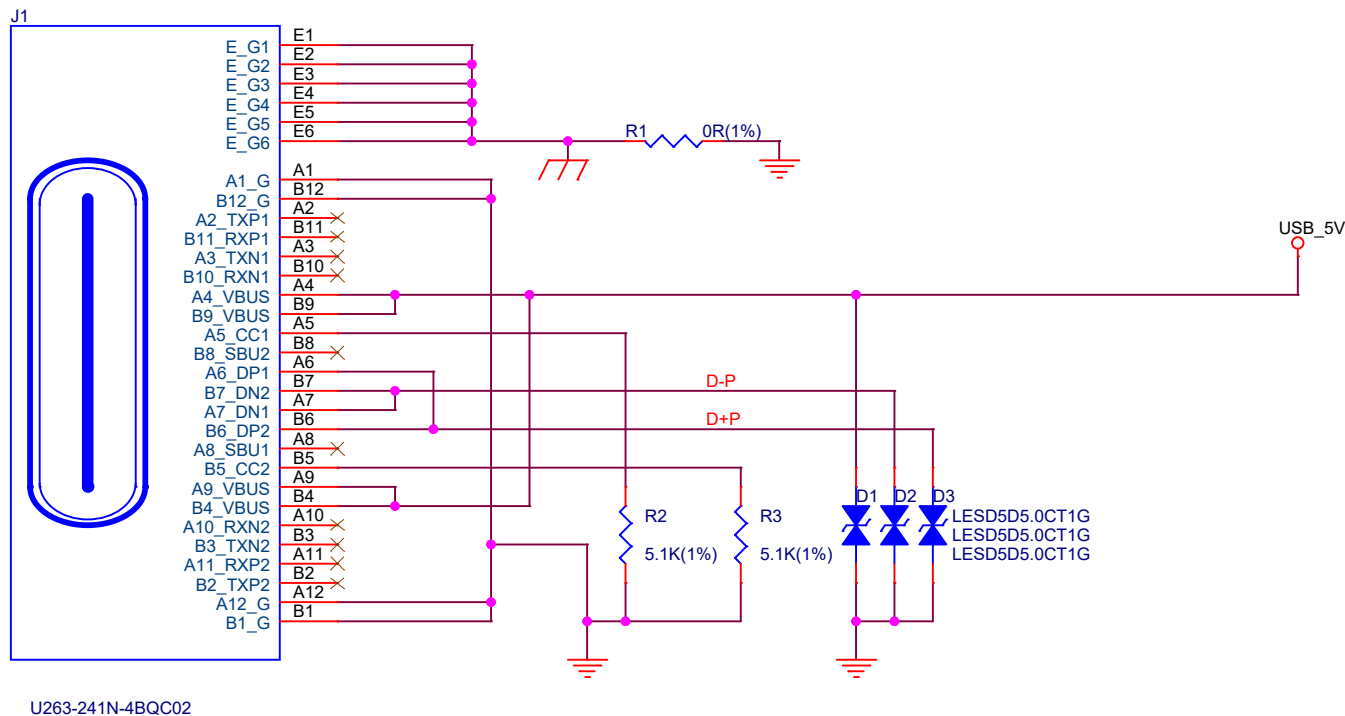 J1
E_G1 E1
E_G2 E2
E_G3 E3
E_G4 E4
E_G5 E5
E_G6 E6
R1 0R(1%)
A1_G A1
B12_G B12
A2_TXP1 A2
B11_RXP1 B11
A3_TXN1 A3
B10_RXN1 B10
A4_VBUS A4
B9_VBUS B9
A5_CC1 A5
B8_SBU2 B8
A6_DP1 A6
B7_DN2 B7
A7_DN1 A7
B6_DP2 B6
A8_SBU1 A8
B5_CC2 B5
A9_VBUS A9
B4_VBUS B4
A10_RXN2 A10
B3_TXN2 B3
A11_RXP2 A11
B2_TXP2 B2
A12_G A12
B1_G B1
USB_5V
D-P
D+P
R2
5.1K(1%)
R3
5.1K(1%)
D1 D2 D3
LESD5D5.0CT1G
LESD5D5.0CT1G
LESD5D5.0CT1G
U263-241N-4BQC02